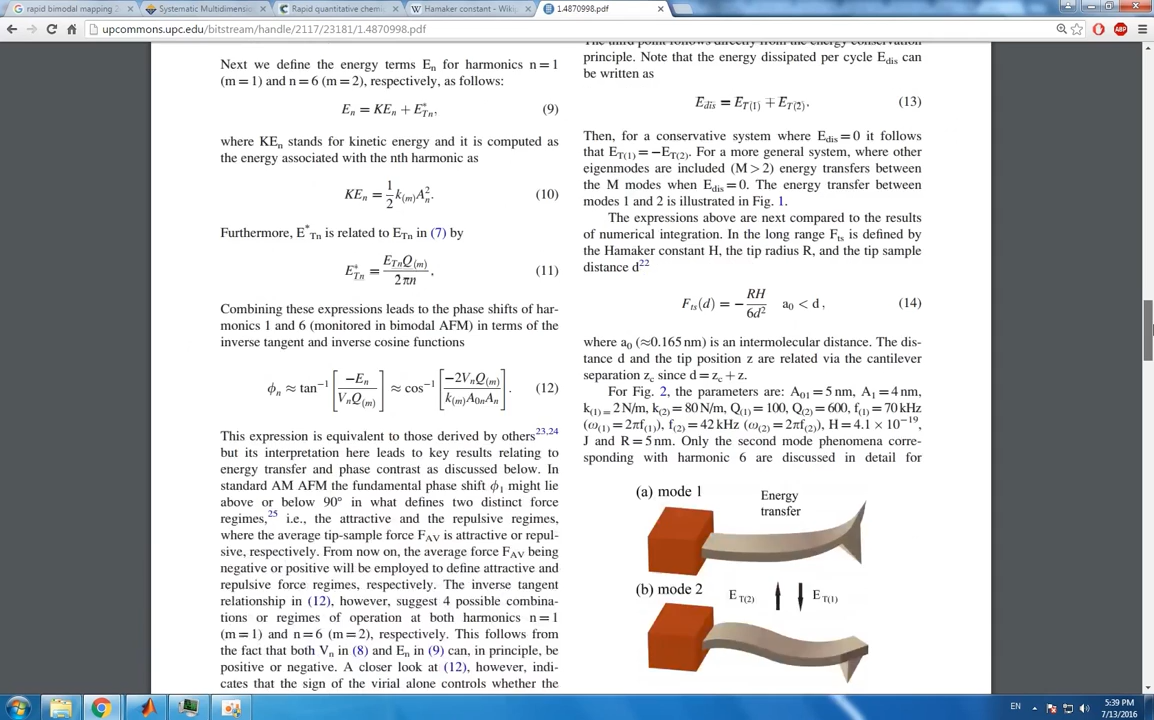 rapid bimodal mapping 2
Systematic Multidimensi
Rapid quantitative chemi
Hamaker constant - Wiki
1.4870998.pdf
upcommons.upc.edu/bitstream/handle/2117/23181/1.4870998.pdf
Next we define the energy terms En for harmonics n = 1
(m = 1) and n = 6 (m = 2), respectively, as follows:
En = KEn + E*Tn, (9)
where KEn stands for kinetic energy and it is computed as
the energy associated with the nth harmonic as
KEn = 1/2 k(m)A²n. (10)
Furthermore, E*Tn is related to ETn in (7) by
E*Tn = ETnQ(m)/2πn, (11)
Combining these expressions leads to the phase shifts of har-
monics 1 and 6 (monitored in bimodal AFM) in terms of the
inverse tangent and inverse cosine functions
ϕn ≈ tan⁻¹[−En/VnQ(m)] ≈ cos⁻¹[−2VnQ(m)/k(m)A0nAn]. (12)
This expression is equivalent to those derived by others23,24
but its interpretation here leads to key results relating to
energy transfer and phase contrast as discussed below. In
standard AM AFM the fundamental phase shift ϕ1 might lie
above or below 90° in what defines two distinct force
regimes,25 i.e., the attractive and the repulsive regimes,
where the average tip-sample force FAV is attractive or repul-
sive, respectively. From now on, the average force FAV being
negative or positive will be employed to define attractive and
repulsive force regimes, respectively. The inverse tangent
relationship in (12), however, suggest 4 possible combina-
tions or regimes of operation at both harmonics n = 1
(m = 1) and n = 6 (m = 2), respectively. This follows from
the fact that both Vn in (8) and En in (9) can, in principle, be
positive or negative. A closer look at (12), however, indi-
cates that the sign of the virial alone controls whether the
The third point follows directly from the energy conservation
principle. Note that the energy dissipated per cycle Edis can
be written as
Edis = ET(1) ∓ ET(2). (13)
Then, for a conservative system where Edis = 0 it follows
that ET(1) = −ET(2). For a more general system, where other
eigenmodes are included (M > 2) energy transfers between
the M modes when Edis = 0. The energy transfer between
modes 1 and 2 is illustrated in Fig. 1.
The expressions above are next compared to the results
of numerical integration. In the long range Fts is defined by
the Hamaker constant H, the tip radius R, and the tip sample
distance d22
Fts(d) = −RH/6d² a0 < d, (14)
where a0 (≈0.165 nm) is an intermolecular distance. The dis-
tance d and the tip position z are related via the cantilever
separation zc since d = zc + z.
For Fig. 2, the parameters are: A01 = 5 nm, A1 = 4 nm,
k(1) = 2 N/m, k(2) = 80 N/m, Q(1) = 100, Q(2) = 600, f(1) = 70 kHz
(ω(1) = 2πf(1)), f(2) = 42 kHz (ω(2) = 2πf(2)), H = 4.1 × 10⁻¹⁹,
J and R = 5 nm. Only the second mode phenomena corre-
sponding with harmonic 6 are discussed in detail for
(a) mode 1
Energy
transfer
(b) mode 2
E T(2)
E T(1)
EN
5:39 PM
7/13/2016